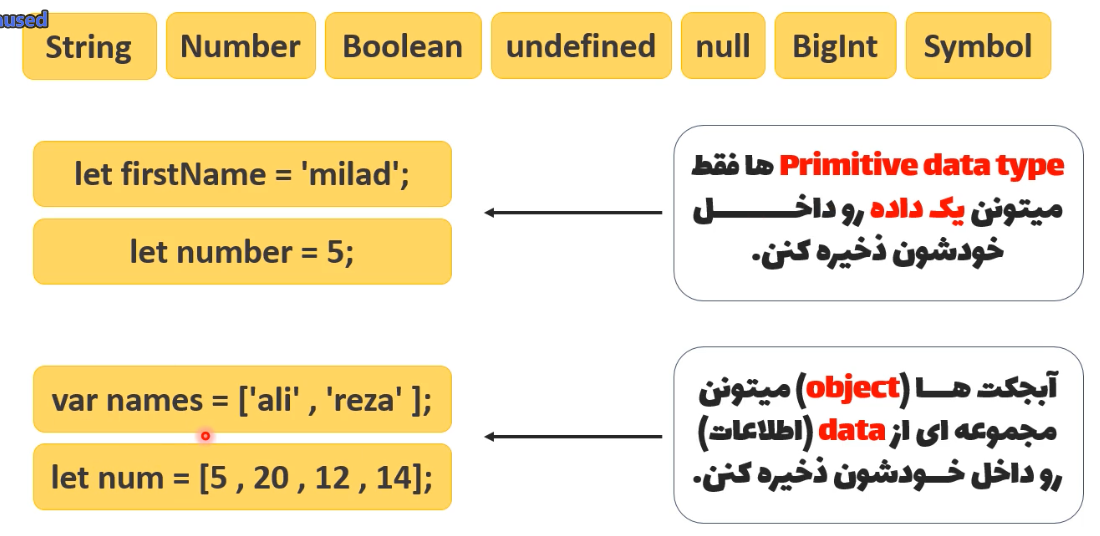 used
String Number Boolean undefined null BigInt Symbol
let firstName = 'milad';
let number = 5;
Primitive data type ها فقط
میتونن یک داده رو داخـــــــل
خودشون ذخیره کنن.
var names = ['ali' , 'reza' ];
let num = [5 , 20 , 12 , 14];
آبجکت هـــا (object) میتونن
مجموعه ای از data (اطلاعات)
رو داخل خـــودشون ذخیره کنن.